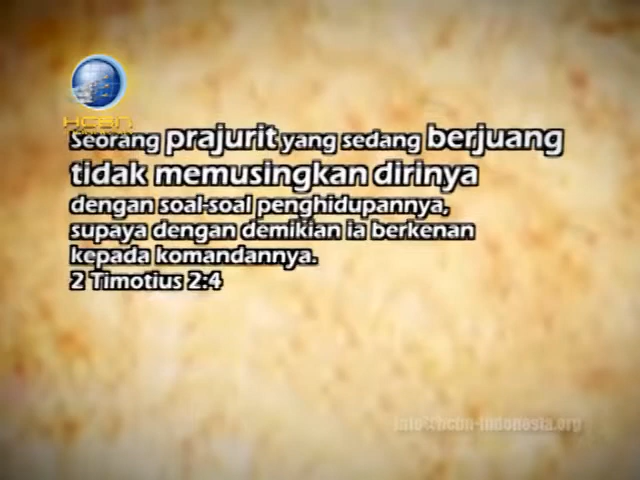 HCBN
Seorang prajurit yang sedang berjuang
tidak memusingkan dirinya
dengan soal-soal penghidupannya,
supaya dengan demikian ia berkenan
kepada komandannya.
2 Timotius 2:4
info@hcbn-indonesia.org